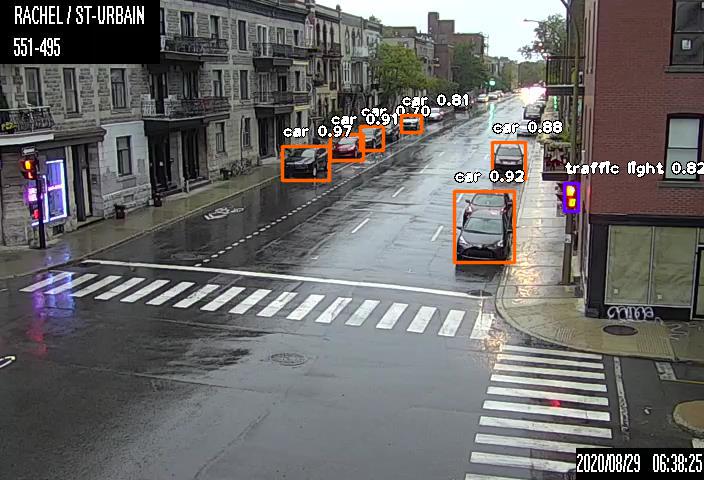 RACHEL / ST-URBAIN
551-495
car 0.81
car 0.70
car 0.91
car 0.97
car 0.88
traffic light 0.82
car 0.92
2020/08/29 06:38:25